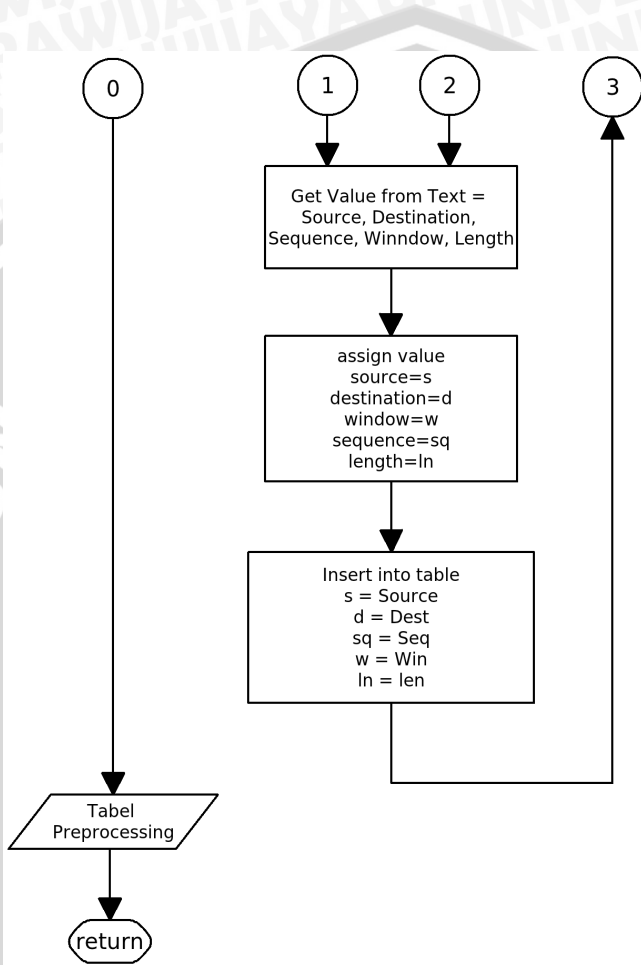 0
1
2
3
Get Value from Text =
Source, Destination,
Sequence, Winndow, Length
assign value
source=s
destination=d
window=w
sequence=sq
length=ln
Insert into table
s = Source
d = Dest
sq = Seq
w = Win
ln = len
Tabel
Preprocessing
return